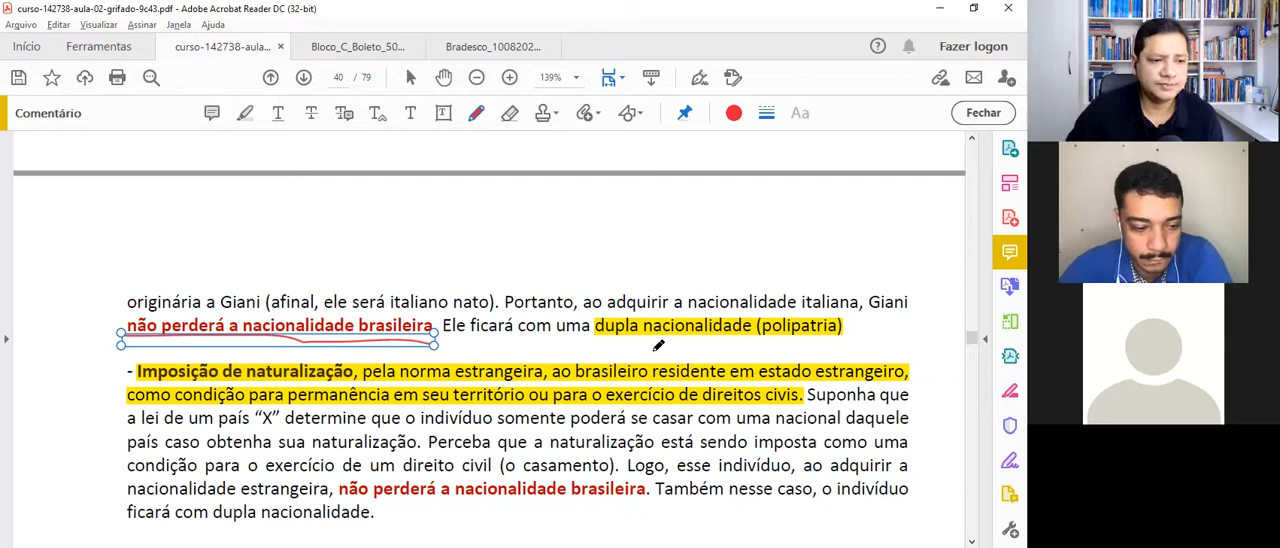 curso-142738-aula-02-grifado-9c43.pdf - Adobe Acrobat Reader DC (32-bit)
Arquivo Editar Visualizar Assinar Janela Ajuda
Início Ferramentas curso-142738-aula... × Bloco_C_Boleto_50... Bradesco_1008202... Fazer logon
40 / 79 139%
Comentário Aa Fechar
originária a Giani (afinal, ele será italiano nato). Portanto, ao adquirir a nacionalidade italiana, Giani
não perderá a nacionalidade brasileira Ele ficará com uma dupla nacionalidade (polipatria)
- Imposição de naturalização, pela norma estrangeira, ao brasileiro residente em estado estrangeiro,
como condição para permanência em seu território ou para o exercício de direitos civis. Suponha que
a lei de um país “X” determine que o indivíduo somente poderá se casar com uma nacional daquele
país caso obtenha sua naturalização. Perceba que a naturalização está sendo imposta como uma
condição para o exercício de um direito civil (o casamento). Logo, esse indivíduo, ao adquirir a
nacionalidade estrangeira, não perderá a nacionalidade brasileira. Também nesse caso, o indivíduo
ficará com dupla nacionalidade.